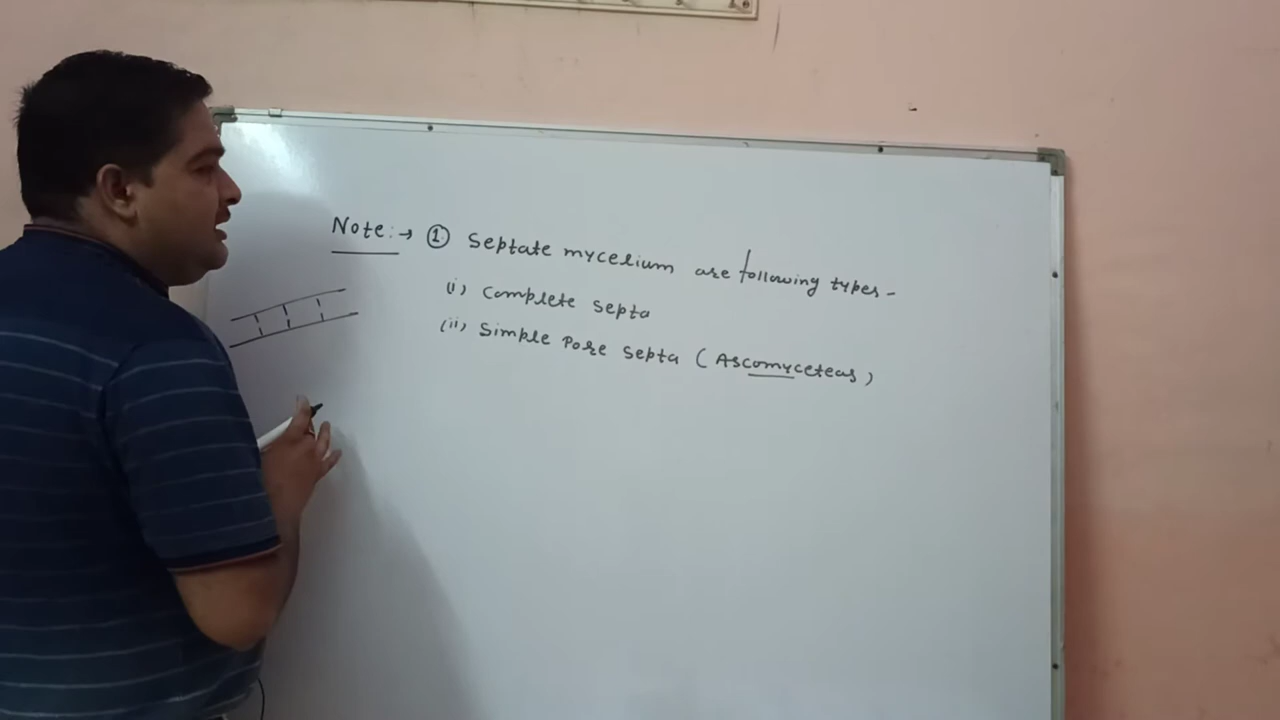 Note:→ ① Septate mycelium are following types-
(i) Complete Septa
(ii) Simple Pore Septa (Ascomyceteas)